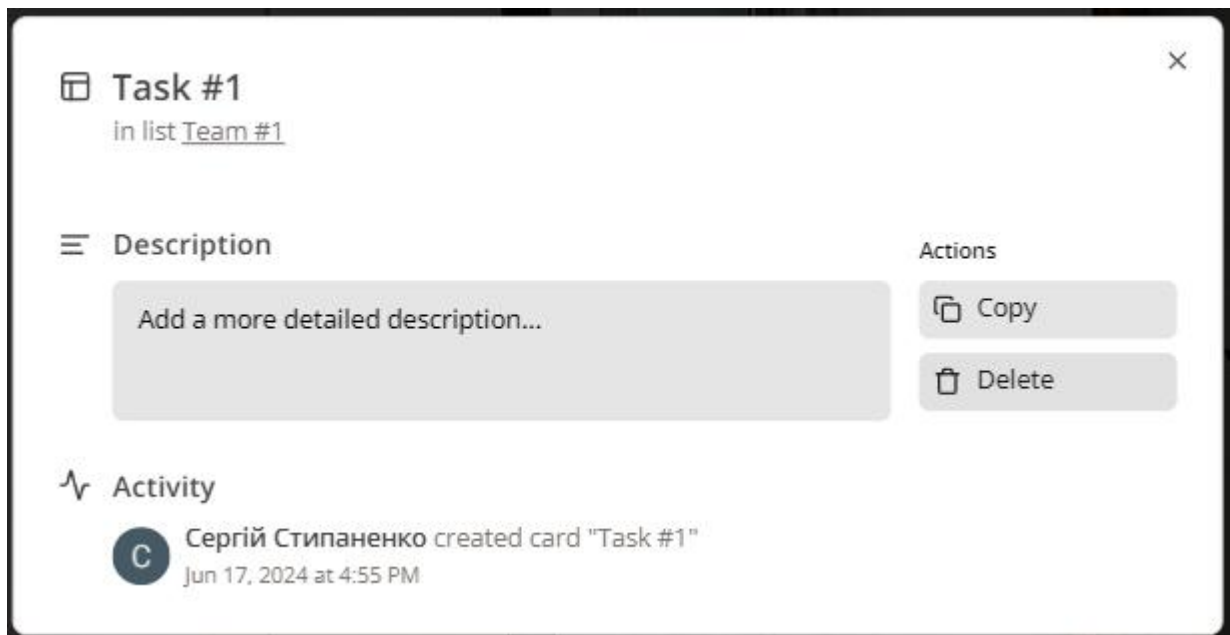 Task #1
in list Team #1
Description
Add a more detailed description...
Actions
Copy
Delete
Activity
С
Сергій Стипаненко created card "Task #1"
Jun 17, 2024 at 4:55 PM